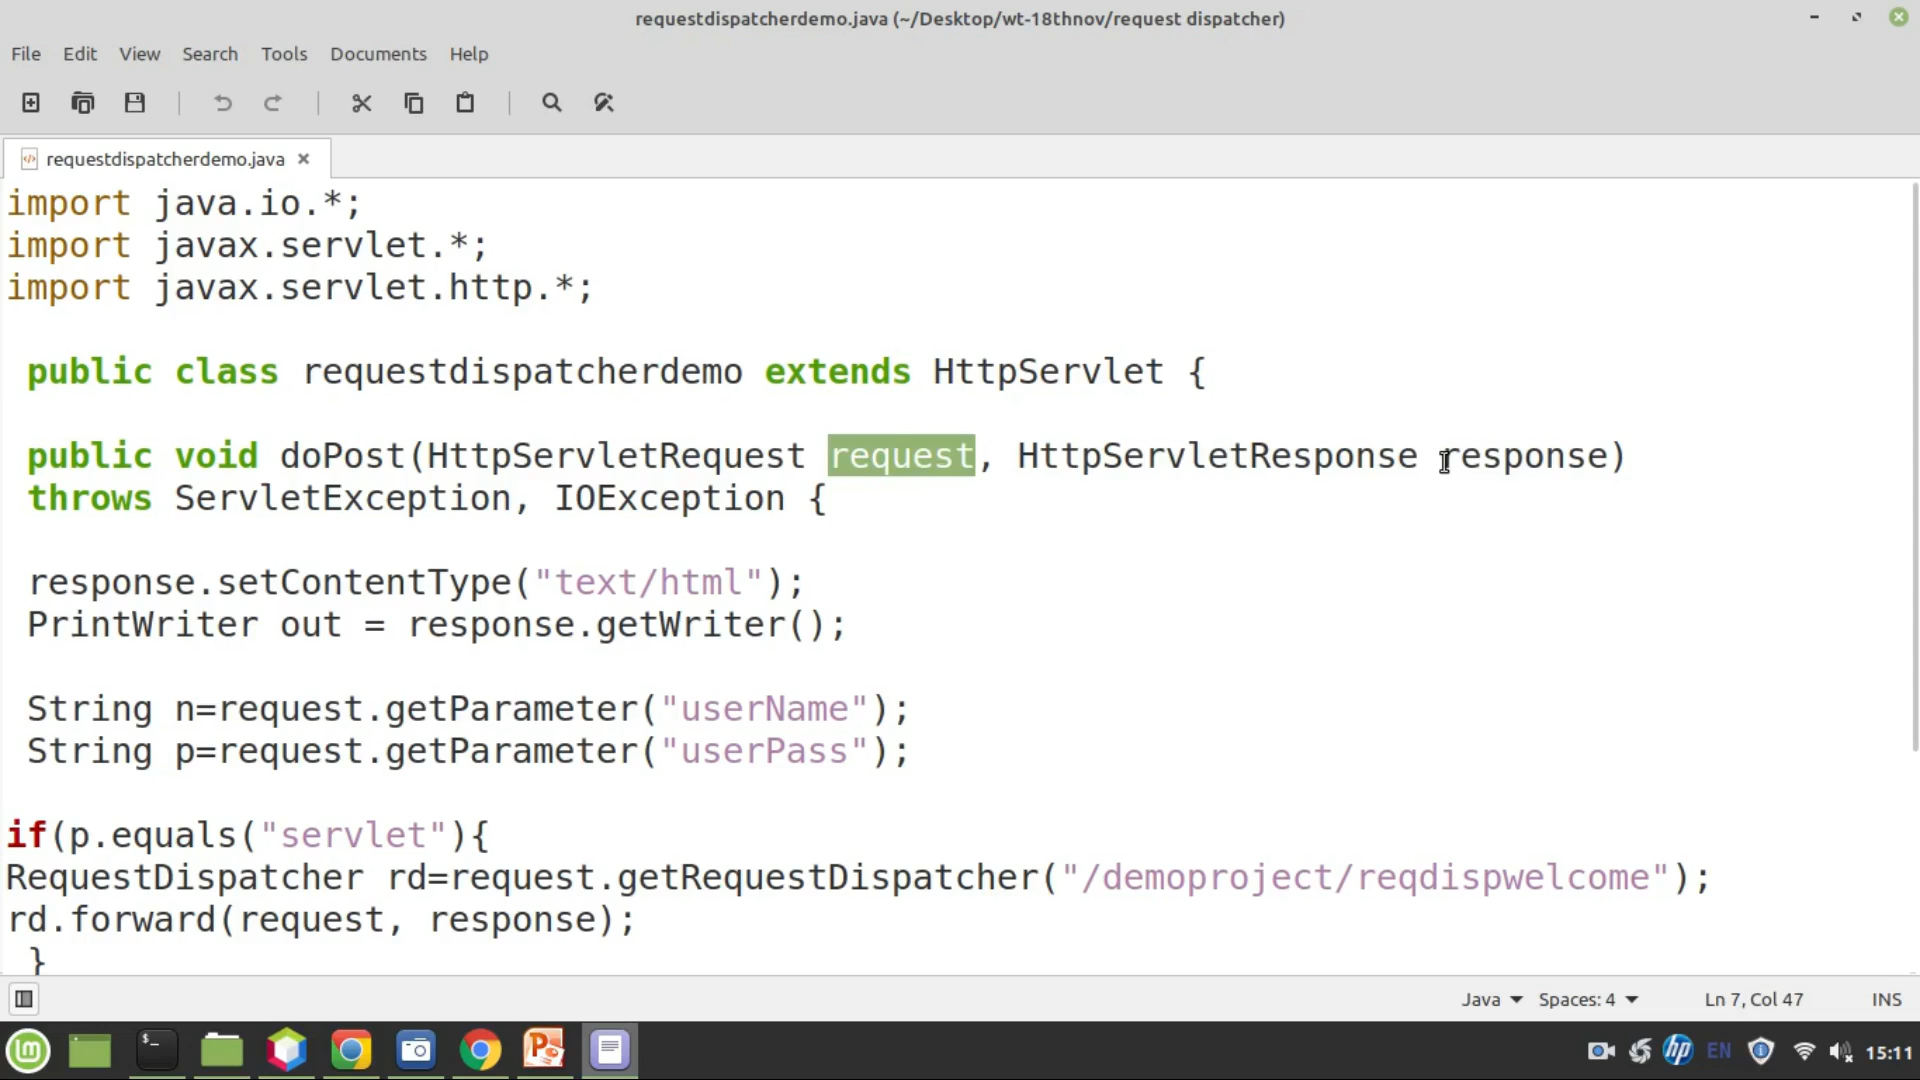 requestdispatcherdemo.java (~/Desktop/wt-18thnov/request dispatcher)
File Edit View Search Tools Documents Help
requestdispatcherdemo.java
import java.io.*;
import javax.servlet.*;
import javax.servlet.http.*;
public class requestdispatcherdemo extends HttpServlet {
public void doPost(HttpServletRequest request, HttpServletResponse response)
throws ServletException, IOException {
response.setContentType("text/html");
PrintWriter out = response.getWriter();
String n=request.getParameter("userName");
String p=request.getParameter("userPass");
if(p.equals("servlet"){
RequestDispatcher rd=request.getRequestDispatcher("/demoproject/reqdispwelcome");
rd.forward(request, response);
}
Java Spaces: 4 Ln 7, Col 47 INS
EN 15:11